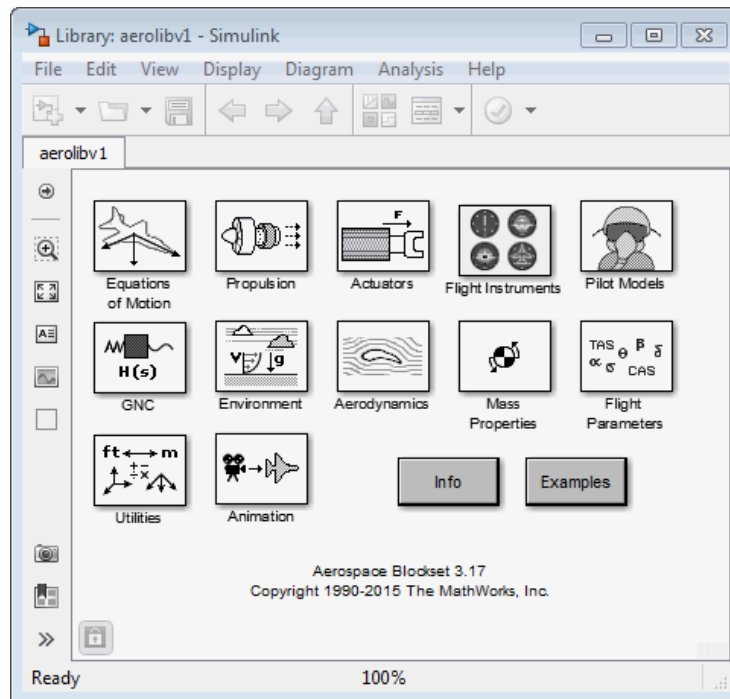 Library: aerolibv1 - Simulink
File Edit View Display Diagram Analysis Help
aerolibv1
F
Equations
of Motion
Propulsion
Actuators
Flight Instruments
Pilot Models
H(s)
V g
TAS θ β δ
α σ CAS
GNC
Environment
Aerodynamics
Mass
Properties
Flight
Parameters
ft m
+ − × 
Utilities
Animation
Info
Examples
Aerospace Blockset 3.17
Copyright 1990-2015 The MathWorks, Inc.
Ready 100%